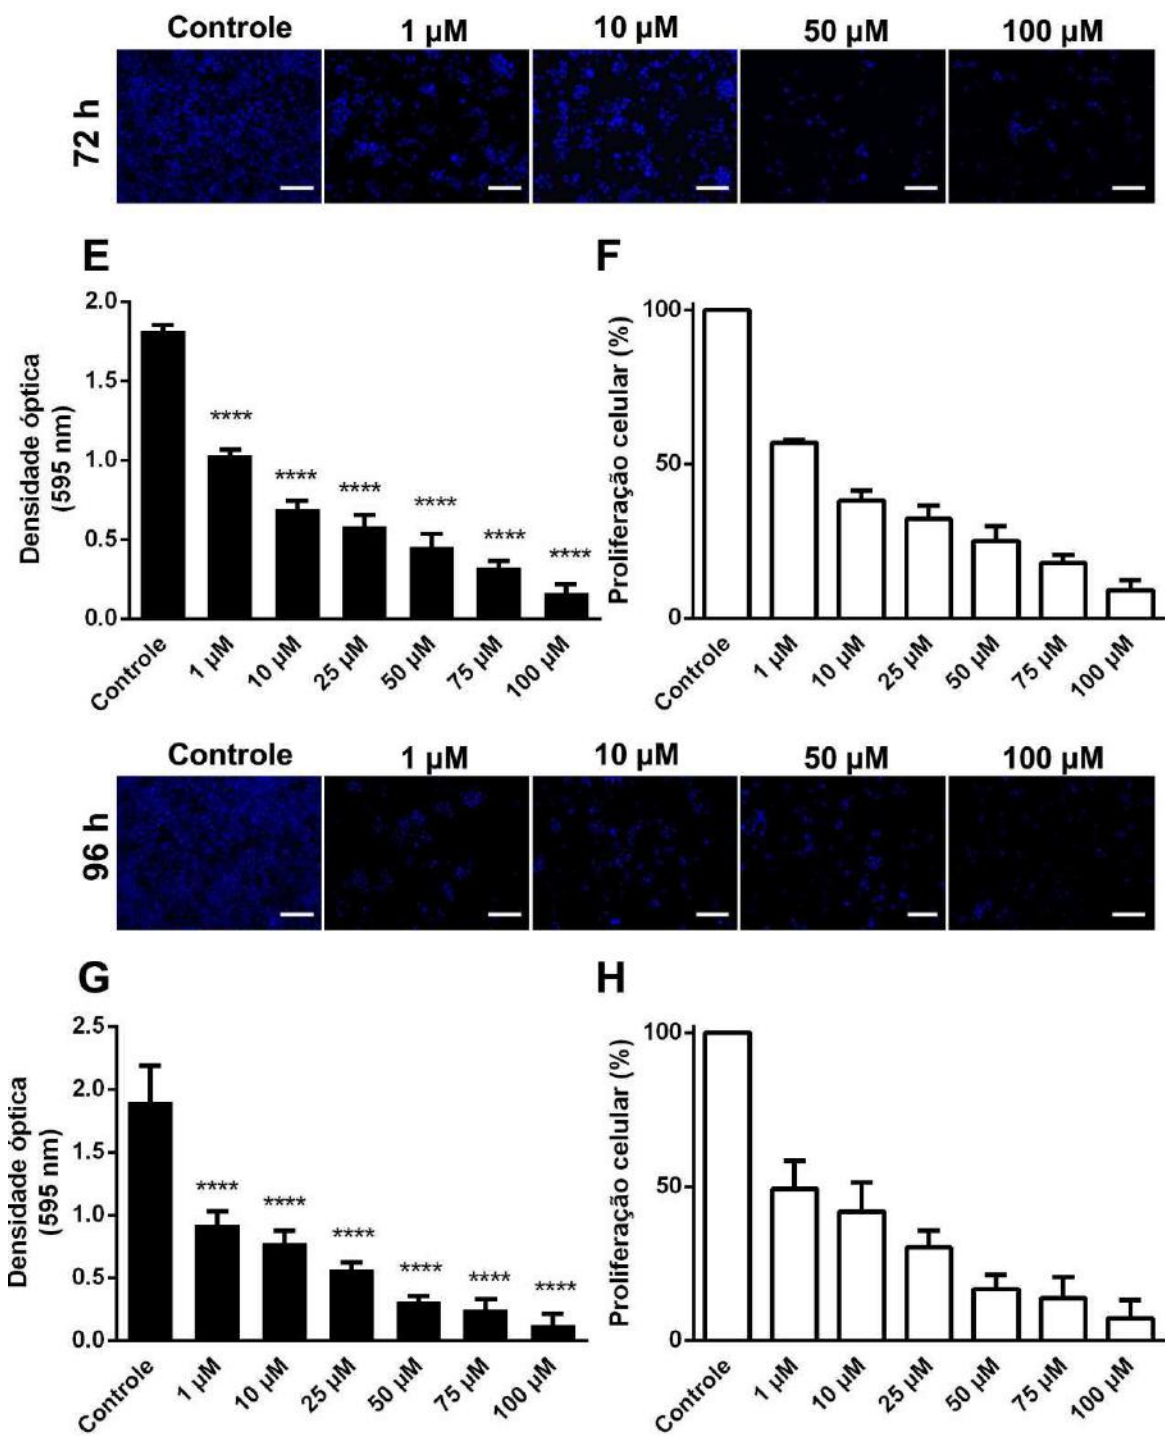 Controle 1 µM 10 µM 50 µM 100 µM
72 h
E F
Densidade óptica
(595 nm)
2.0
1.5
1.0
0.5
0.0
**** **** **** **** **** ****
Controle 1 µM 10 µM 25 µM 50 µM 75 µM 100 µM
Proliferação celular (%)
100
50
0
Controle 1 µM 10 µM 25 µM 50 µM 75 µM 100 µM
Controle 1 µM 10 µM 50 µM 100 µM
96 h
G H
Densidade óptica
(595 nm)
2.5
2.0
1.5
1.0
0.5
0.0
**** **** **** **** **** ****
Controle 1 µM 10 µM 25 µM 50 µM 75 µM 100 µM
Proliferação celular (%)
100
50
0
Controle 1 µM 10 µM 25 µM 50 µM 75 µM 100 µM